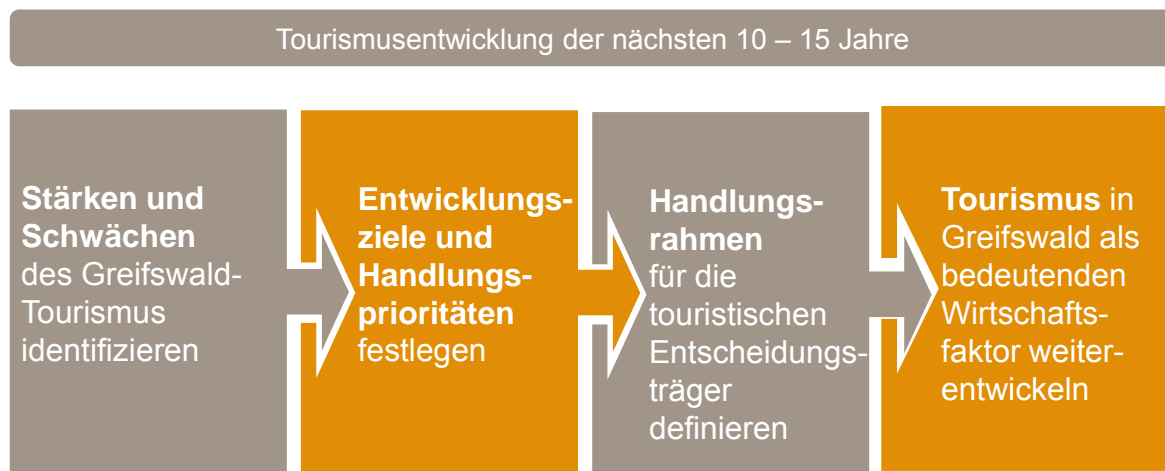 Tourismusentwicklung der nächsten 10 – 15 Jahre
Stärken und
Schwächen
des Greifswald-
Tourismus
identifizieren
Entwicklungs-
ziele und
Handlungs-
prioritäten
festlegen
Handlungs-
rahmen
für die
touristischen
Entscheidungs-
träger
definieren
Tourismus in
Greifswald als
bedeutenden
Wirtschafts-
faktor weiter-
entwickeln